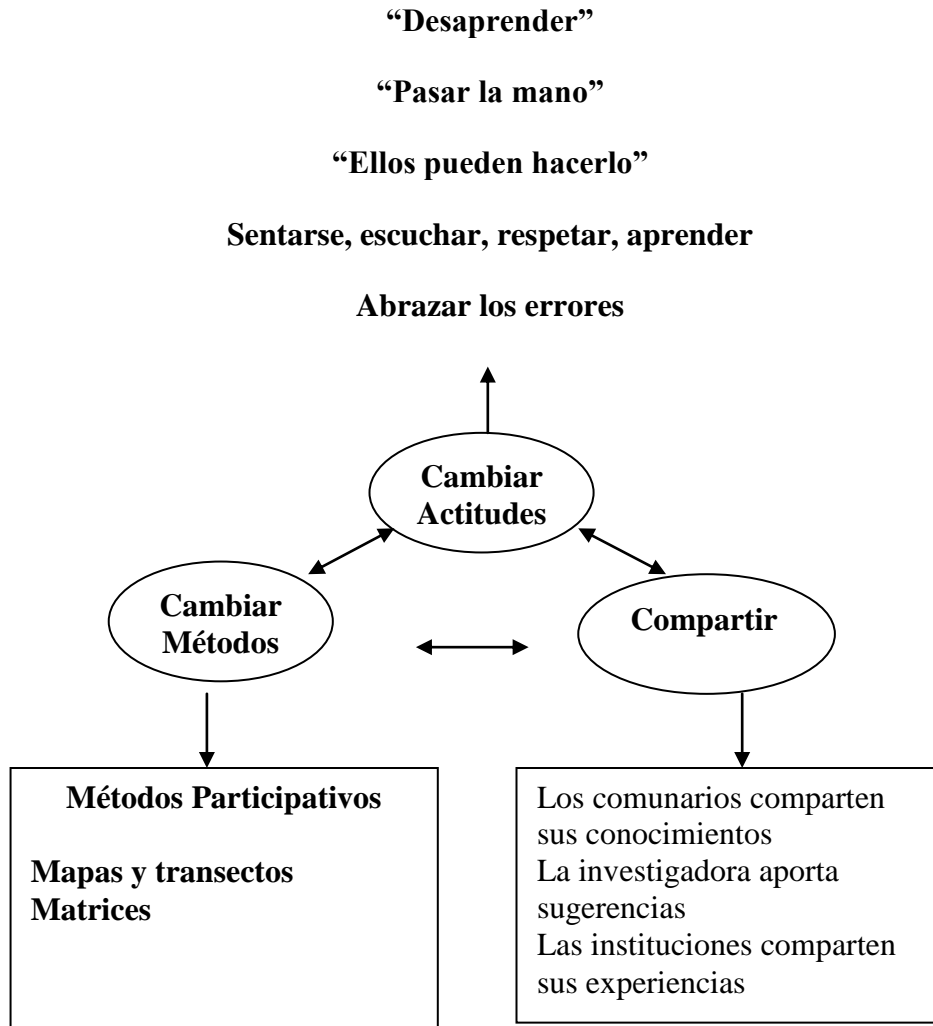 “Desaprender”
“Pasar la mano”
“Ellos pueden hacerlo”
Sentarse, escuchar, respetar, aprender
Abrazar los errores
Cambiar
Actitudes
Cambiar
Métodos
Compartir
Métodos Participativos
Mapas y transectos
Matrices
Los comunarios comparten
sus conocimientos
La investigadora aporta
sugerencias
Las instituciones comparten
sus experiencias